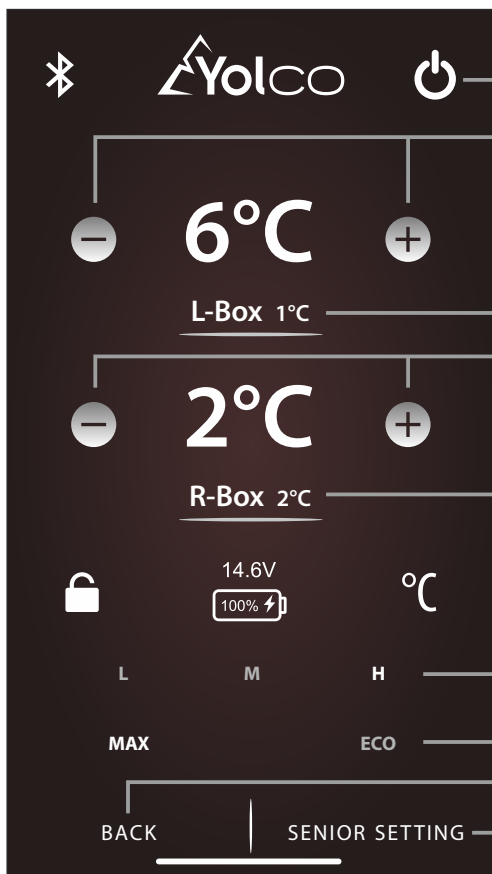 Yolco
6°C
L-Box 1°C
2°C
R-Box 2°C
14.6V
100%
°C
L M H
MAX ECO
BACK SENIOR SETTING